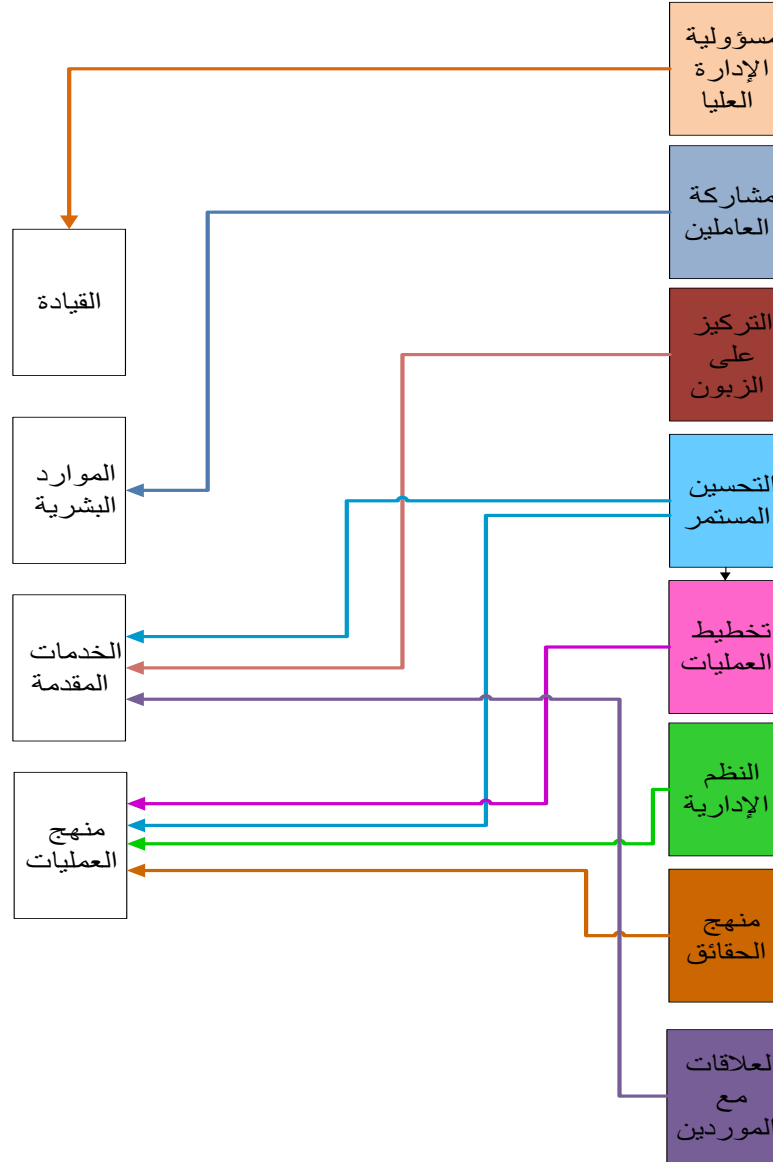 مسؤولية
الإدارة
العليا
مشاركة
العاملين
التركيز
على
الزبون
التحسين
المستمر
تخطيط
العمليات
النظم
الإدارية
منهج
الحقائق
العلاقات
مع
الموردين
القيادة
الموارد
البشرية
الخدمات
المقدمة
منهج
العمليات